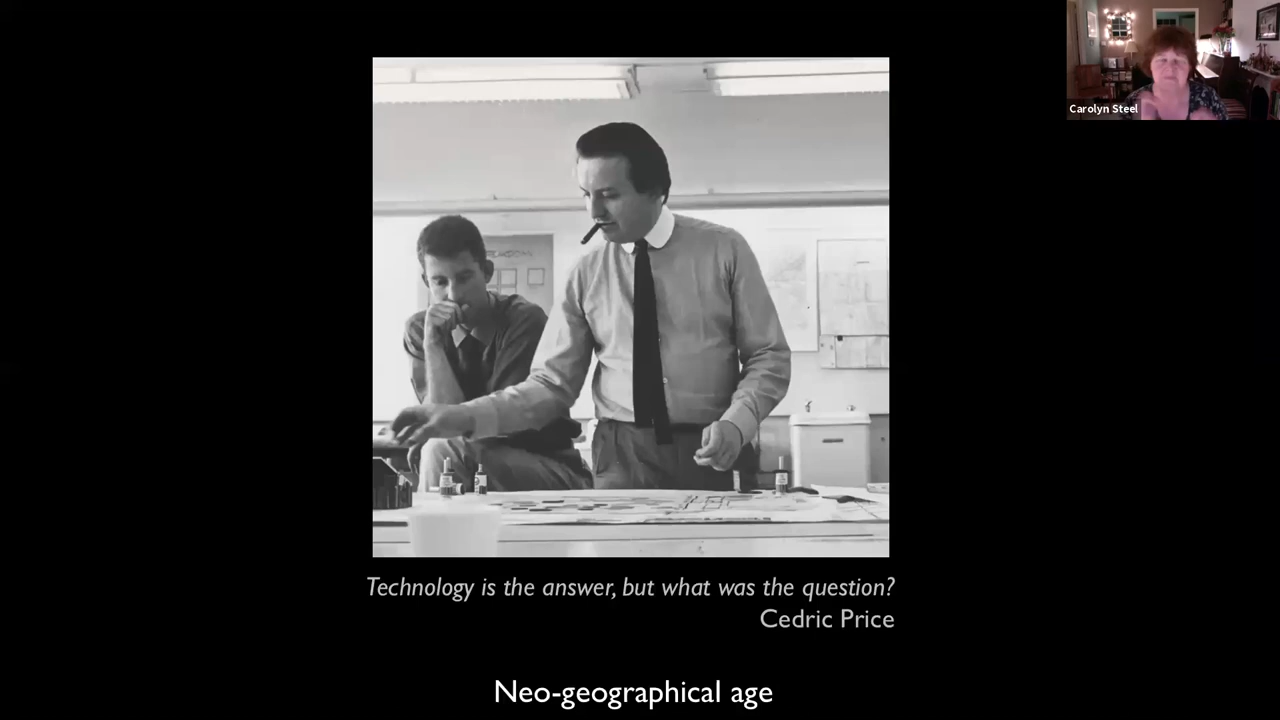 Carolyn Steel
Technology is the answer, but what was the question?
Cedric Price
Neo-geographical age